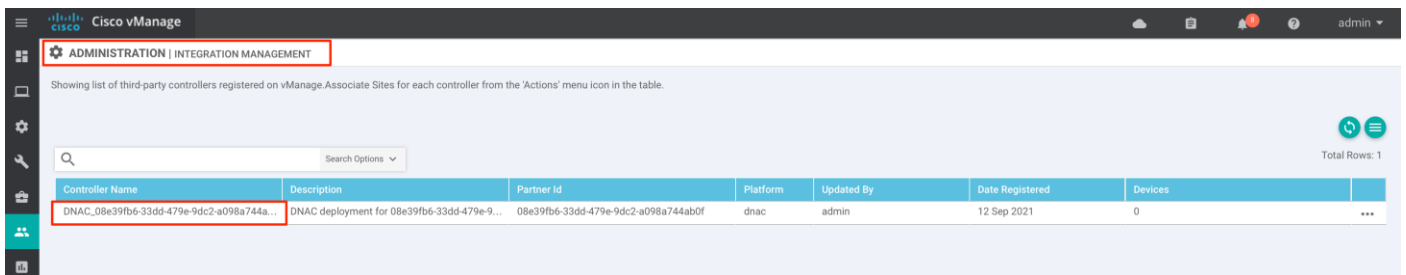 CISCO Cisco vManage 8 admin
ADMINISTRATION | INTEGRATION MANAGEMENT
Showing list of third-party controllers registered on vManage.Associate Sites for each controller from the 'Actions' menu icon in the table.
Search Options
Total Rows: 1
Controller Name Description Partner Id Platform Updated By Date Registered Devices
DNAC_08e39fb6-33dd-479e-9dc2-a098a744a... DNAC deployment for 08e39fb6-33dd-479e-9... 08e39fb6-33dd-479e-9dc2-a098a744ab0f dnac admin 12 Sep 2021 0